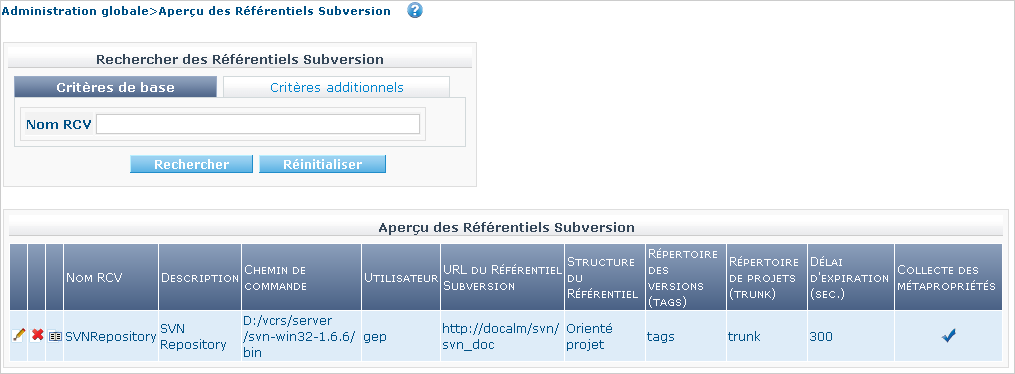 Administration globale>Aperçu des Référentiels Subversion ?
Rechercher des Référentiels Subversion
Critères de base Critères additionnels
Nom RCV
Rechercher Réinitialiser
Aperçu des Référentiels Subversion
Nom RCV
Description
Chemin de
commande
Utilisateur
URL du Référentiel
Subversion
Structure
du
Référentiel
Répertoire
des
versions
(tags)
Répertoire
de projets
(trunk)
Délai
d'expiration
(sec.)
Collecte des
métapropriétés
SVNRepository
SVN
Repository
D:/vcrs/server
/svn-win32-1.6.6/
bin
gep
http://docalm/svn/
svn_doc
Orienté
projet
tags
trunk
300